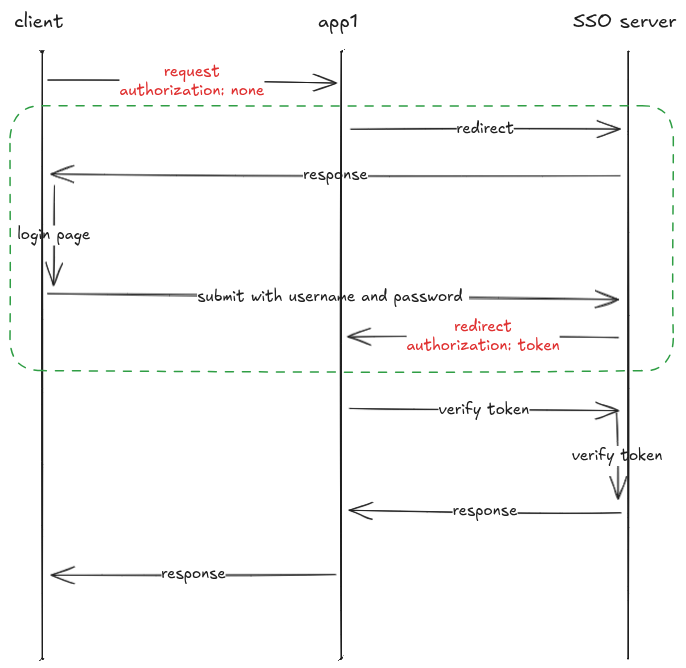 client
app1
SSO server
request
authorization: none
redirect
response
login page
submit with username and password
redirect
authorization: token
verify token
verify token
response
response